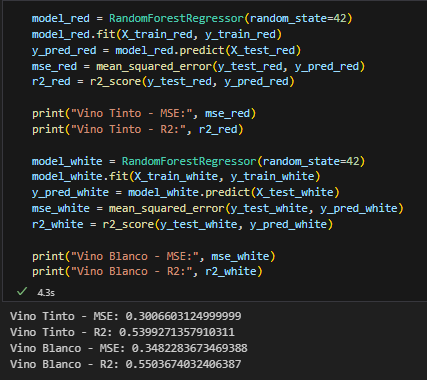 model_red = RandomForestRegressor(random_state=42)
model_red.fit(X_train_red, y_train_red)
y_pred_red = model_red.predict(X_test_red)
mse_red = mean_squared_error(y_test_red, y_pred_red)
r2_red = r2_score(y_test_red, y_pred_red)

print("Vino Tinto - MSE:", mse_red)
print("Vino Tinto - R2:", r2_red)

model_white = RandomForestRegressor(random_state=42)
model_white.fit(X_train_white, y_train_white)
y_pred_white = model_white.predict(X_test_white)
mse_white = mean_squared_error(y_test_white, y_pred_white)
r2_white = r2_score(y_test_white, y_pred_white)

print("Vino Blanco - MSE:", mse_white)
print("Vino Blanco - R2:", r2_white)
✓ 4.3s
Vino Tinto - MSE: 0.3006603124999999
Vino Tinto - R2: 0.5399271357910311
Vino Blanco - MSE: 0.3482283673469388
Vino Blanco - R2: 0.5503674032406387